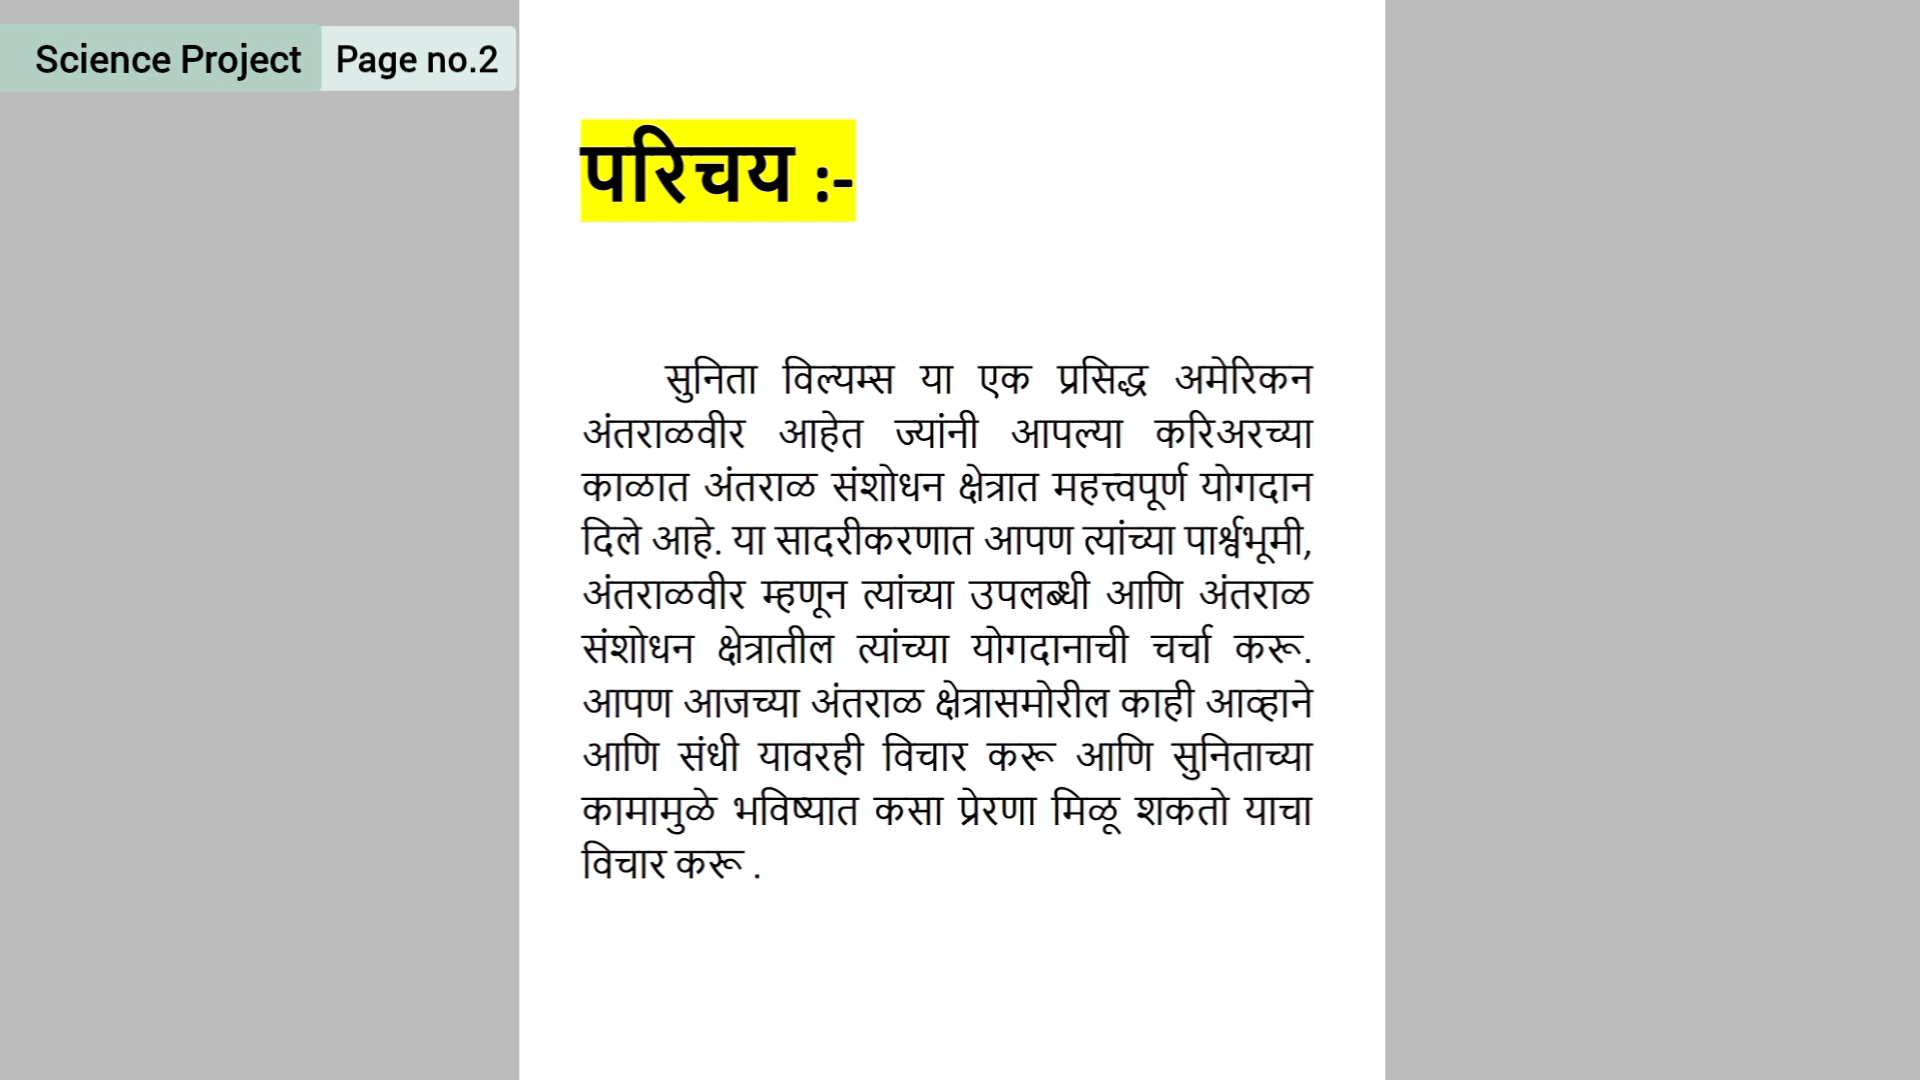 Science Project Page no.2
परिचय :-
सुनिता विल्यम्स या एक प्रसिद्ध अमेरिकन
अंतराळवीर आहेत ज्यांनी आपल्या करिअरच्या
काळात अंतराळ संशोधन क्षेत्रात महत्त्वपूर्ण योगदान
दिले आहे. या सादरीकरणात आपण त्यांच्या पार्श्वभूमी,
अंतराळवीर म्हणून त्यांच्या उपलब्धी आणि अंतराळ
संशोधन क्षेत्रातील त्यांच्या योगदानाची चर्चा करू.
आपण आजच्या अंतराळ क्षेत्रासमोरील काही आव्हाने
आणि संधी यावरही विचार करू आणि सुनिताच्या
कामामुळे भविष्यात कसा प्रेरणा मिळू शकतो याचा
विचार करू .